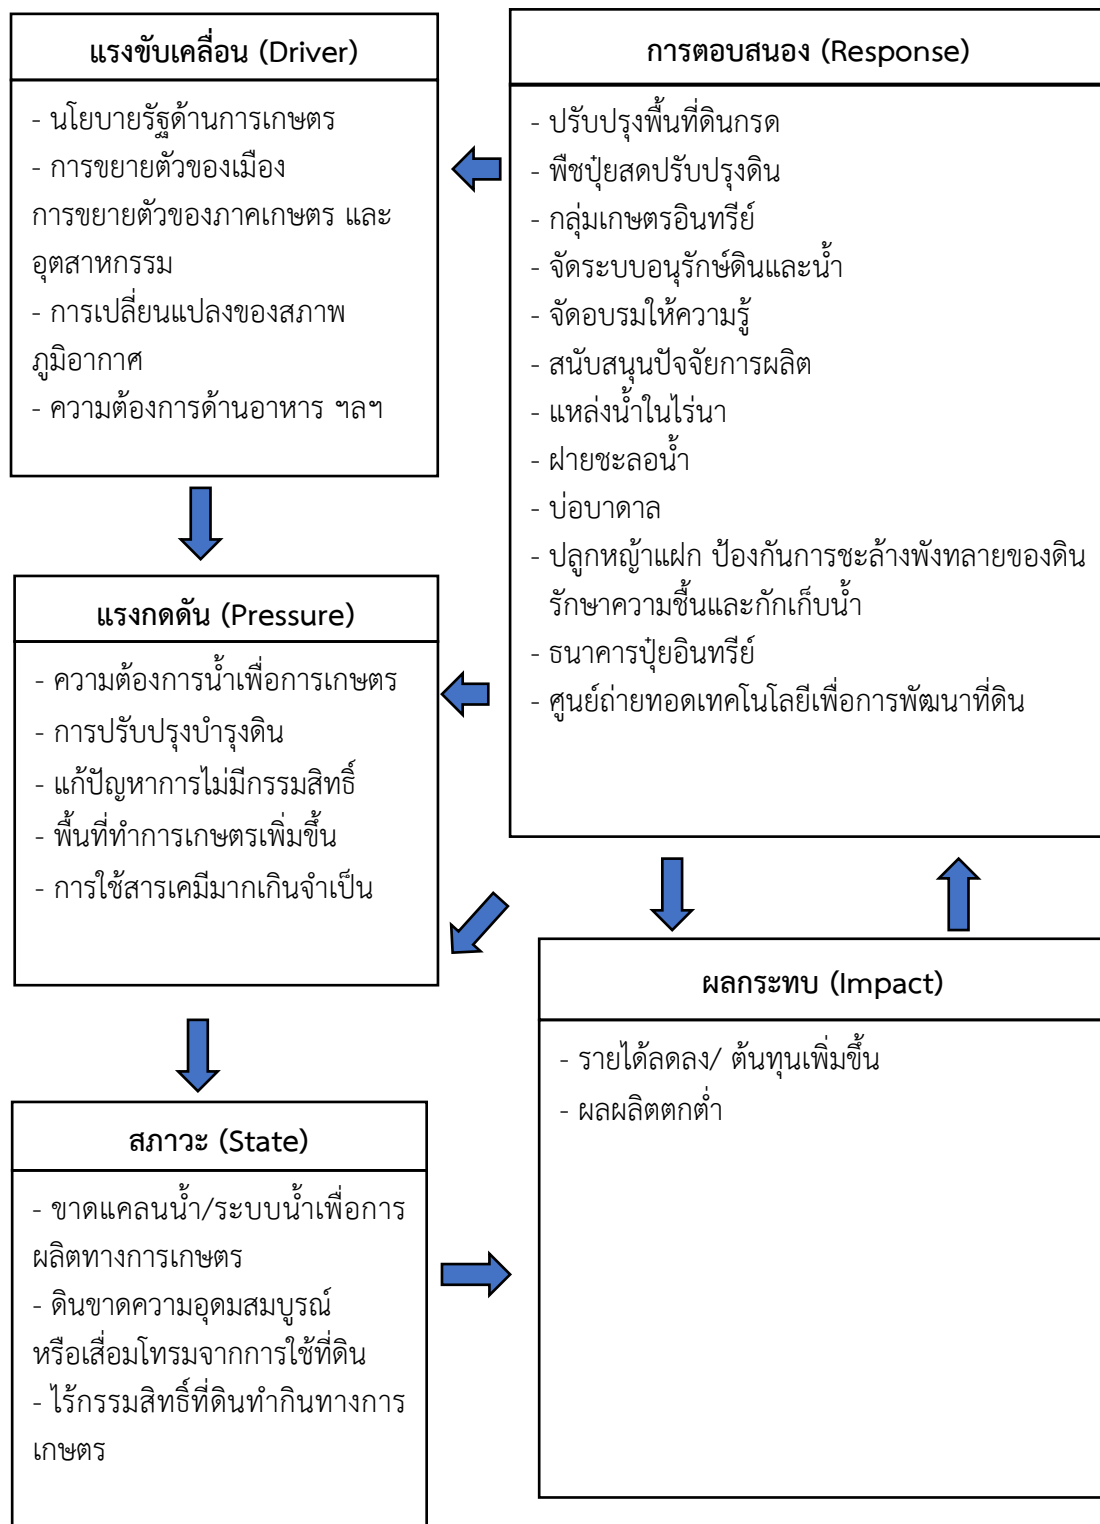 แรงขับเคลื่อน (Driver)
- นโยบายรัฐด้านการเกษตร
- การขยายตัวของเมือง
การขยายตัวของภาคเกษตร และ
อุตสาหกรรม
- การเปลี่ยนแปลงของสภาพ
ภูมิอากาศ
- ความต้องการด้านอาหาร ฯลฯ
การตอบสนอง (Response)
- ปรับปรุงพื้นที่ดินกรด
- พืชปุ๋ยสดปรับปรุงดิน
- กลุ่มเกษตรอินทรีย์
- จัดระบบอนุรักษ์ดินและน้ำ
- จัดอบรมให้ความรู้
- สนับสนุนปัจจัยการผลิต
- แหล่งน้ำในไร่นา
- ฝายชะลอน้ำ
- บ่อบาดาล
- ปลูกหญ้าแฝก ป้องกันการชะล้างพังทลายของดิน
รักษาความชื้นและกักเก็บน้ำ
- ธนาคารปุ๋ยอินทรีย์
- ศูนย์ถ่ายทอดเทคโนโลยีเพื่อการพัฒนาที่ดิน
แรงกดดัน (Pressure)
- ความต้องการน้ำเพื่อการเกษตร
- การปรับปรุงบำรุงดิน
- แก้ปัญหาการไม่มีกรรมสิทธิ์
- พื้นที่ทำการเกษตรเพิ่มขึ้น
- การใช้สารเคมีมากเกินจำเป็น
ผลกระทบ (Impact)
- รายได้ลดลง/ ต้นทุนเพิ่มขึ้น
- ผลผลิตตกต่ำ
สภาวะ (State)
- ขาดแคลนน้ำ/ระบบน้ำเพื่อการ
ผลิตทางการเกษตร
- ดินขาดความอุดมสมบูรณ์
หรือเสื่อมโทรมจากการใช้ที่ดิน
- ไร้กรรมสิทธิ์ที่ดินทำกินทางการ
เกษตร